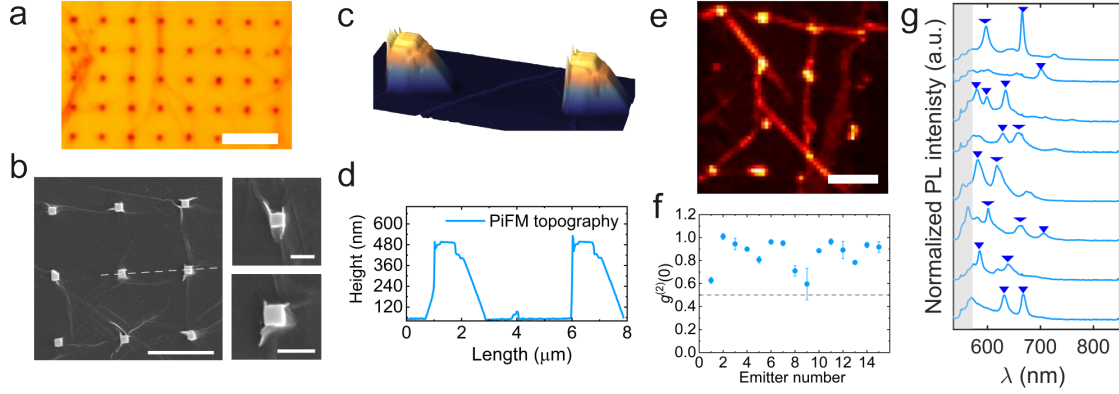 a
b
c
d
PiFM topography
Height (nm)
600
480
360
240
120
0
2
4
6
8
Length (μm)
e
f
g⁽²⁾(0)
1.2
1.0
0.8
0.6
0.4
0.2
0.0
0
2
4
6
8
10
12
14
Emitter number
g
Normalized PL intenisty (a.u.)
600
700
800
λ (nm)